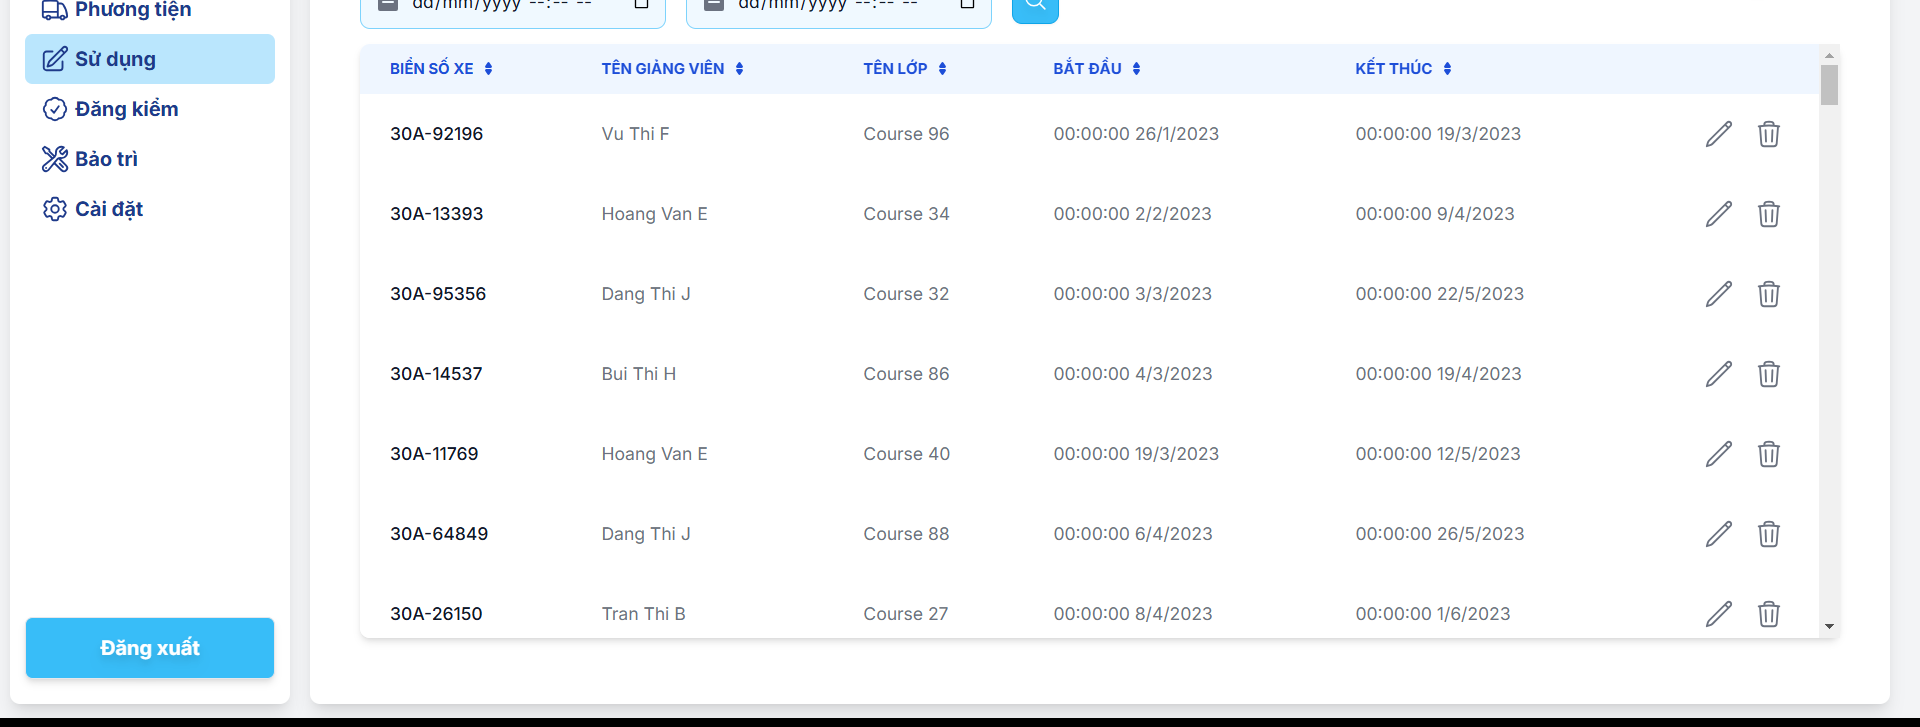 Phương tiện
Sử dụng
Đăng kiểm
Bảo trì
Cài đặt
Đăng xuất
dd/mm/yyyy --:-- -- dd/mm/yyyy --:-- --
BIỂN SỐ XE TÊN GIẢNG VIÊN TÊN LỚP BẮT ĐẦU KẾT THÚC
30A-92196 Vu Thi F Course 96 00:00:00 26/1/2023 00:00:00 19/3/2023
30A-13393 Hoang Van E Course 34 00:00:00 2/2/2023 00:00:00 9/4/2023
30A-95356 Dang Thi J Course 32 00:00:00 3/3/2023 00:00:00 22/5/2023
30A-14537 Bui Thi H Course 86 00:00:00 4/3/2023 00:00:00 19/4/2023
30A-11769 Hoang Van E Course 40 00:00:00 19/3/2023 00:00:00 12/5/2023
30A-64849 Dang Thi J Course 88 00:00:00 6/4/2023 00:00:00 26/5/2023
30A-26150 Tran Thi B Course 27 00:00:00 8/4/2023 00:00:00 1/6/2023